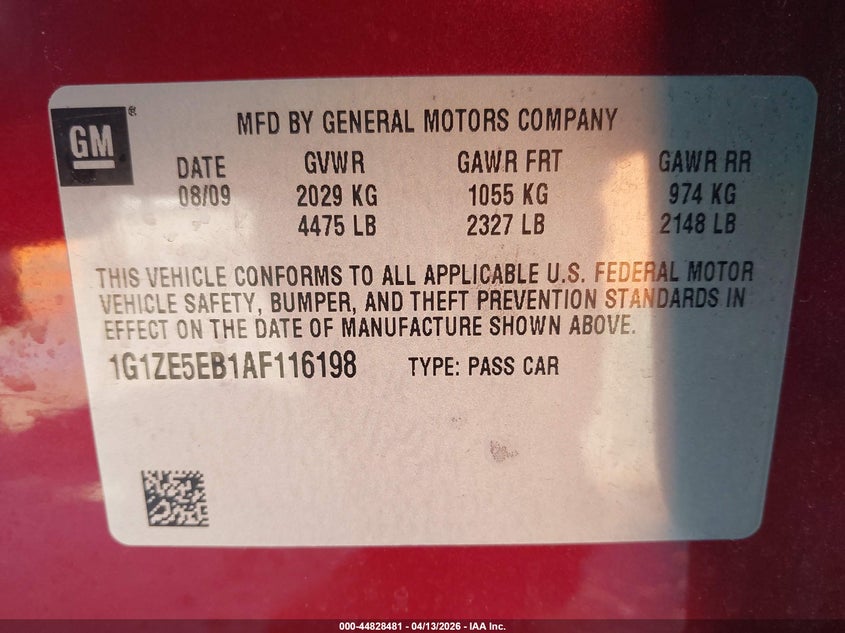 GM®
MFD BY GENERAL MOTORS COMPANY
DATE GVWR GAWR FRT GAWR RR
08/09 2029 KG 1055 KG 974 KG
4475 LB 2327 LB 2148 LB
THIS VEHICLE CONFORMS TO ALL APPLICABLE U.S. FEDERAL MOTOR
VEHICLE SAFETY, BUMPER, AND THEFT PREVENTION STANDARDS IN
EFFECT ON THE DATE OF MANUFACTURE SHOWN ABOVE.
1G1ZE5EB1AF116198 TYPE: PASS CAR
000-44828481 - 04/13/2026 - IAA Inc.